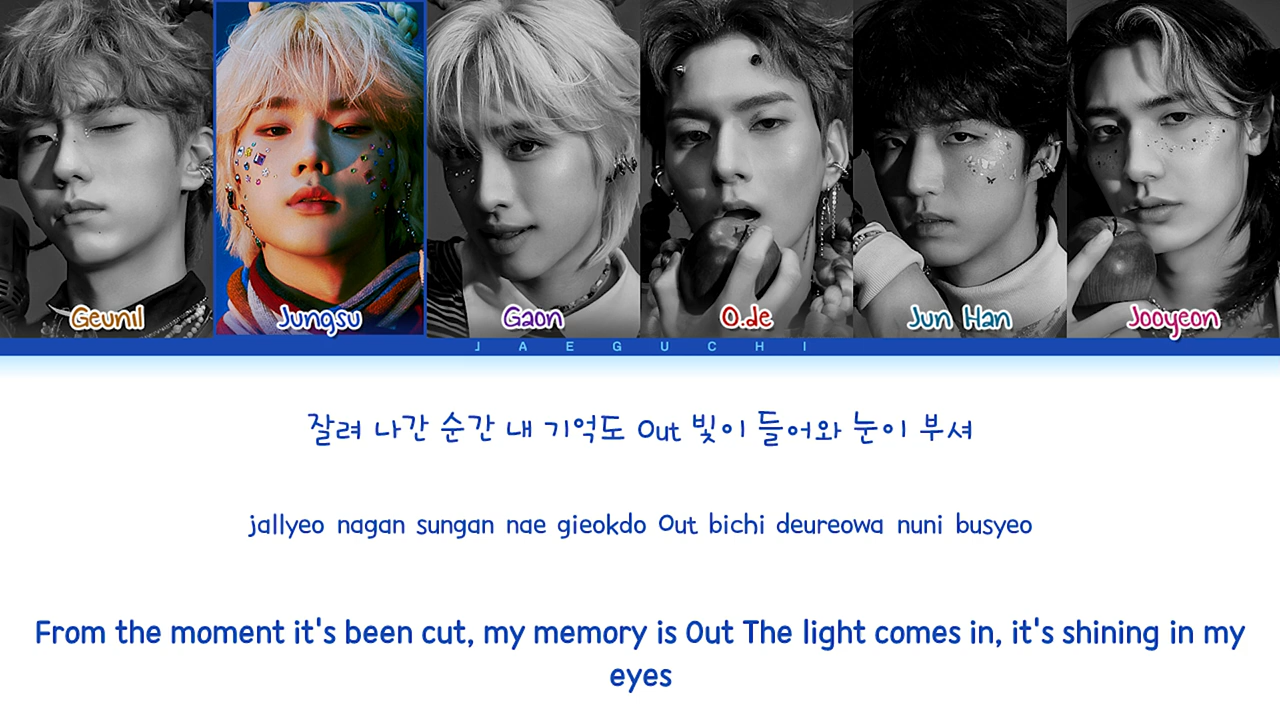 Geunil Jungsu Gaon O.de Jun Han Jooyeon
JAEGUCHI
잘려 나간 순간 내 기억도 Out 빛이 들어와 눈이 부셔
jallyeo nagan sungan nae gieokdo Out bichi deureowa nuni busyeo
From the moment it's been cut, my memory is Out The light comes in, it's shining in my
eyes